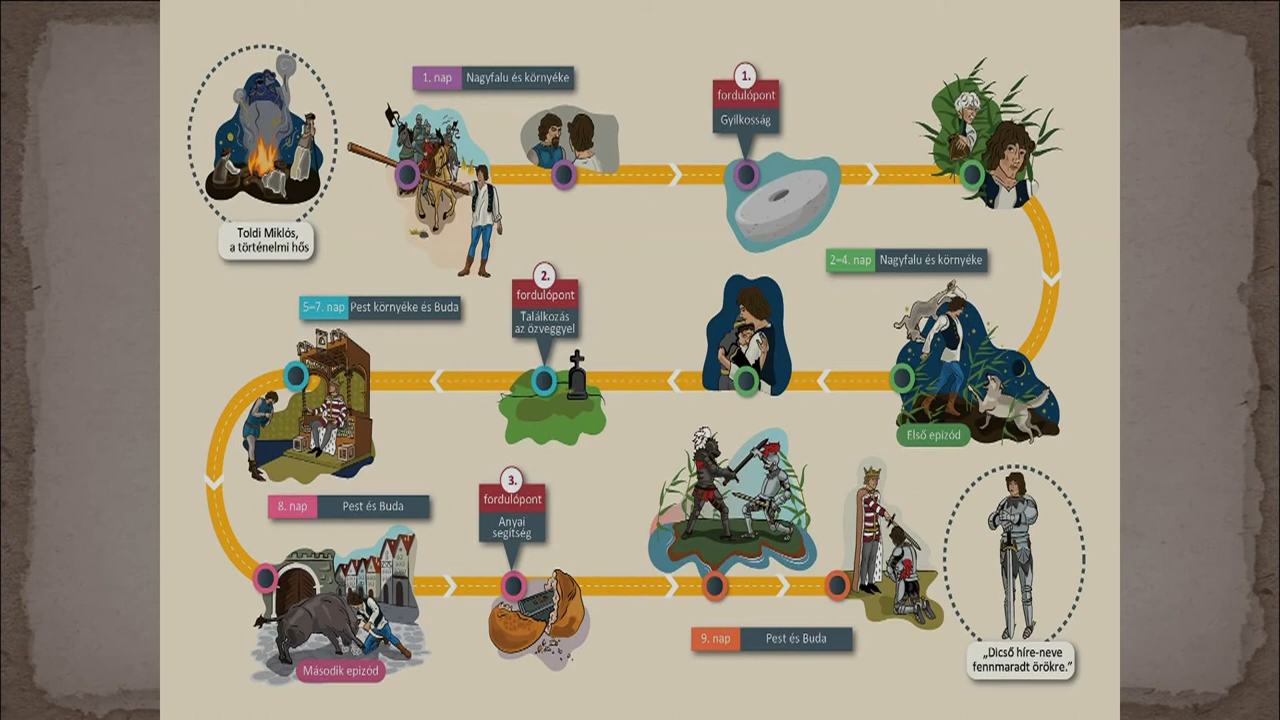 Toldi Miklós,
a történelmi hős
1. nap Nagyfalu és környéke
1.
fordulópont
Gyilkosság
2–4. nap Nagyfalu és környéke
Első epizód
2.
fordulópont
Találkozás
az özveggyel
5–7. nap Pest környéke és Buda
8. nap Pest és Buda
Második epizód
3.
fordulópont
Anyai
segítség
9. nap Pest és Buda
„Dicső híre-neve
fennmaradt örökre.”